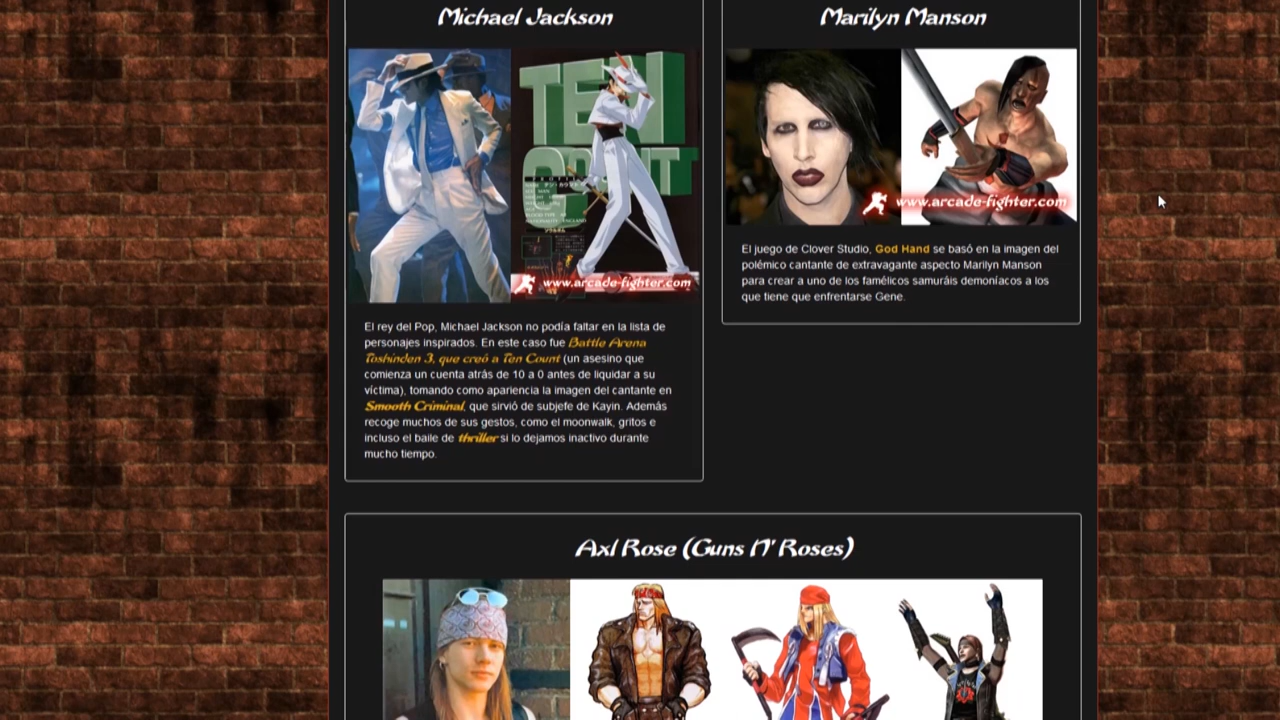 Michael Jackson
TEN
COUNT
www.arcade-fighter.com
El rey del Pop, Michael Jackson no podía faltar en la lista de
personajes inspirados. En este caso fue Battle Arena
Toshinden 3, que creó a Ten Count (un asesino que
comienza un cuenta atrás de 10 a 0 antes de liquidar a su
víctima), tomando como apariencia la imagen del cantante en
Smooth Criminal, que sirvió de subjefe de Kayin. Además
recoge muchos de sus gestos, como el moonwalk, gritos e
incluso el baile de thriller si lo dejamos inactivo durante
mucho tiempo.
Marilyn Manson
www.arcade-fighter.com
El juego de Clover Studio, God Hand se basó en la imagen del
polémico cantante de extravagante aspecto Marilyn Manson
para crear a uno de los famélicos samuráis demoníacos a los
que tiene que enfrentarse Gene.
Axl Rose (Guns N' Roses)